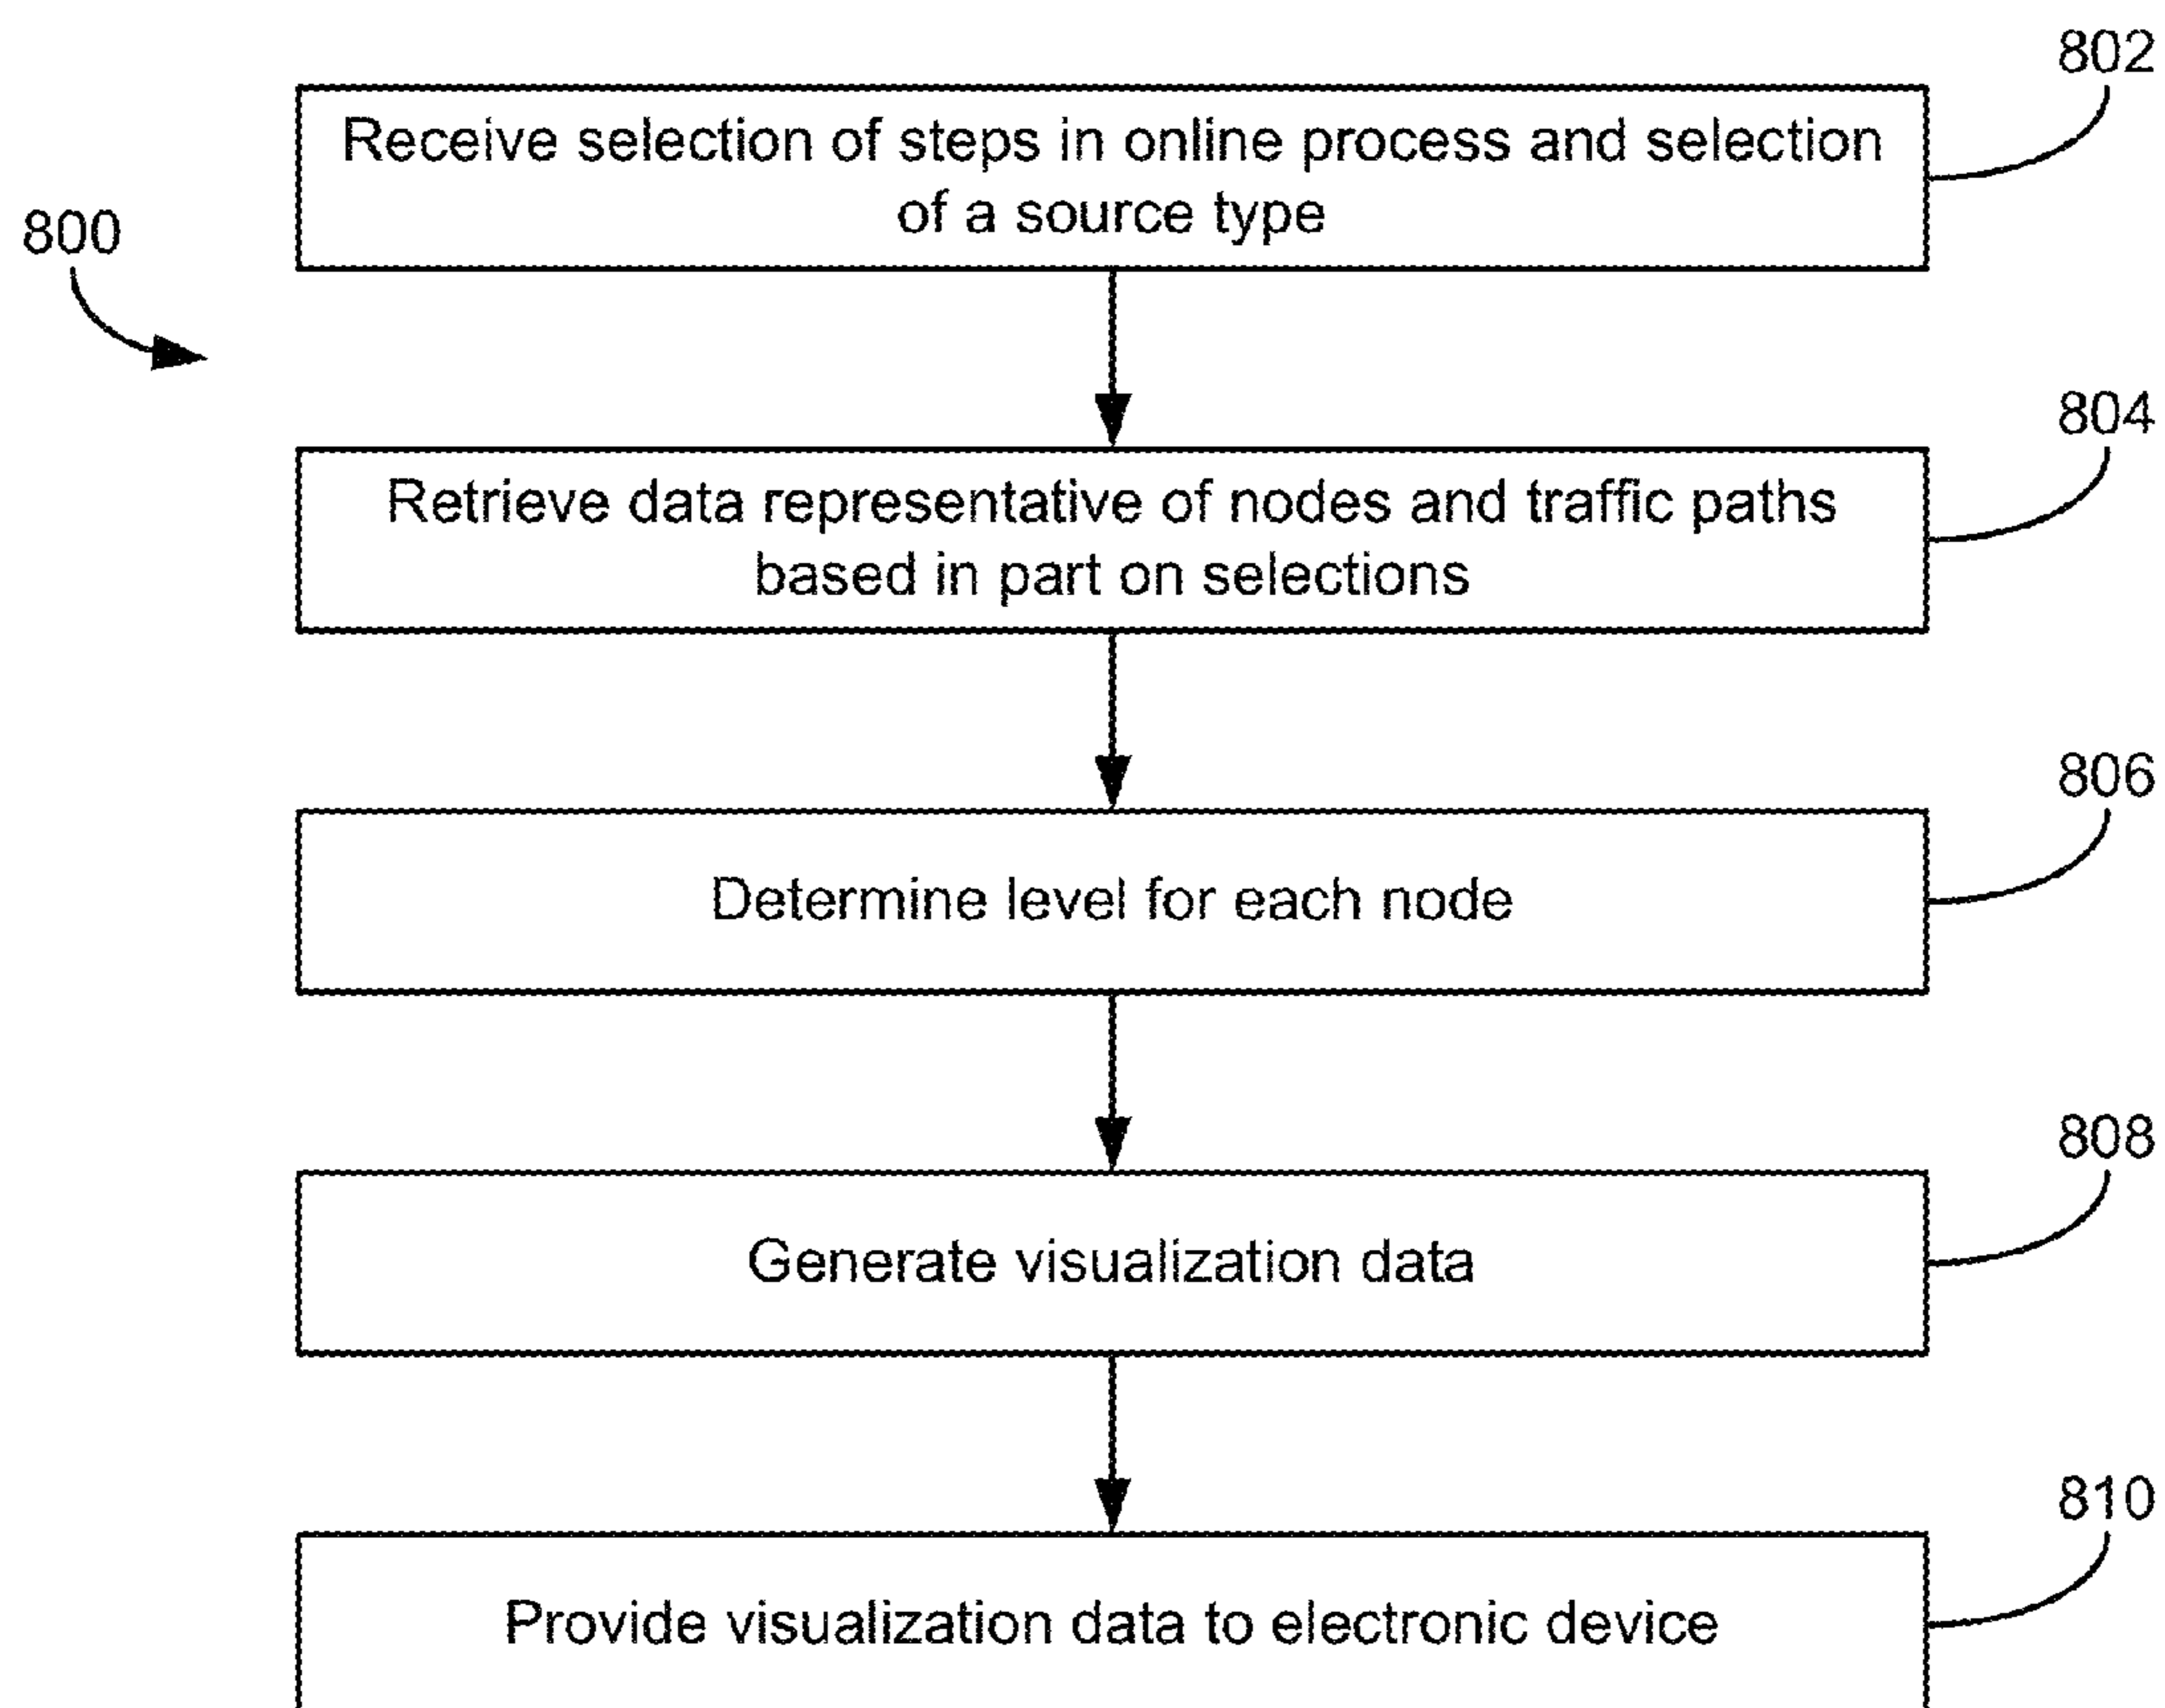 802
Receive selection of steps in online process and selection
of a source type
800
804
Retrieve data representative of nodes and traffic paths
based in part on selections
806
Determine level for each node
808
Generate visualization data
810
Provide visualization data to electronic device